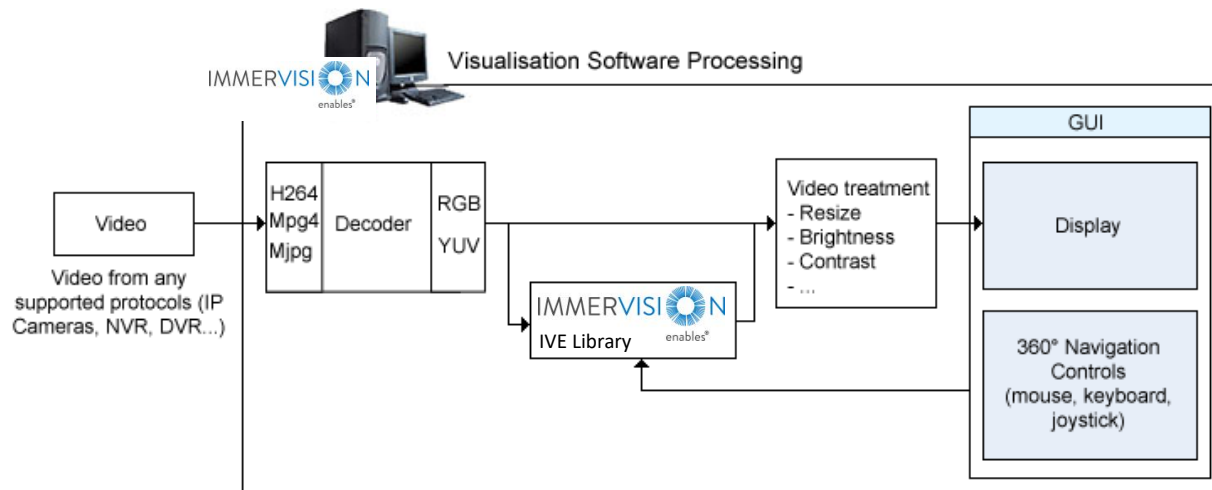 IMMERVISION
enables®
Visualisation Software Processing
GUI
Video
H264
Mpg4
Mjpg
Decoder
RGB
YUV
Video treatment
- Resize
- Brightness
- Contrast
- ...
Display
Video from any
supported protocols (IP
Cameras, NVR, DVR...)
IMMERVISION
enables®
IVE Library
360° Navigation
Controls
(mouse, keyboard,
joystick)